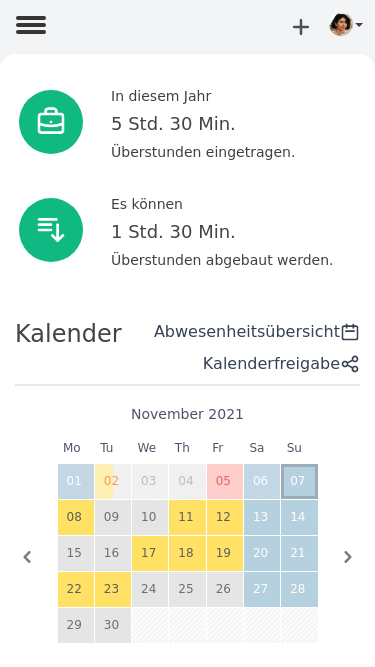 In diesem Jahr
5 Std. 30 Min.
Überstunden eingetragen.
Es können
1 Std. 30 Min.
Überstunden abgebaut werden.
Kalender
Abwesenheitsübersicht
Kalenderfreigabe
November 2021
Mo Tu We Th Fr Sa Su
01 02 03 04 05 06 07
08 09 10 11 12 13 14
15 16 17 18 19 20 21
22 23 24 25 26 27 28
29 30